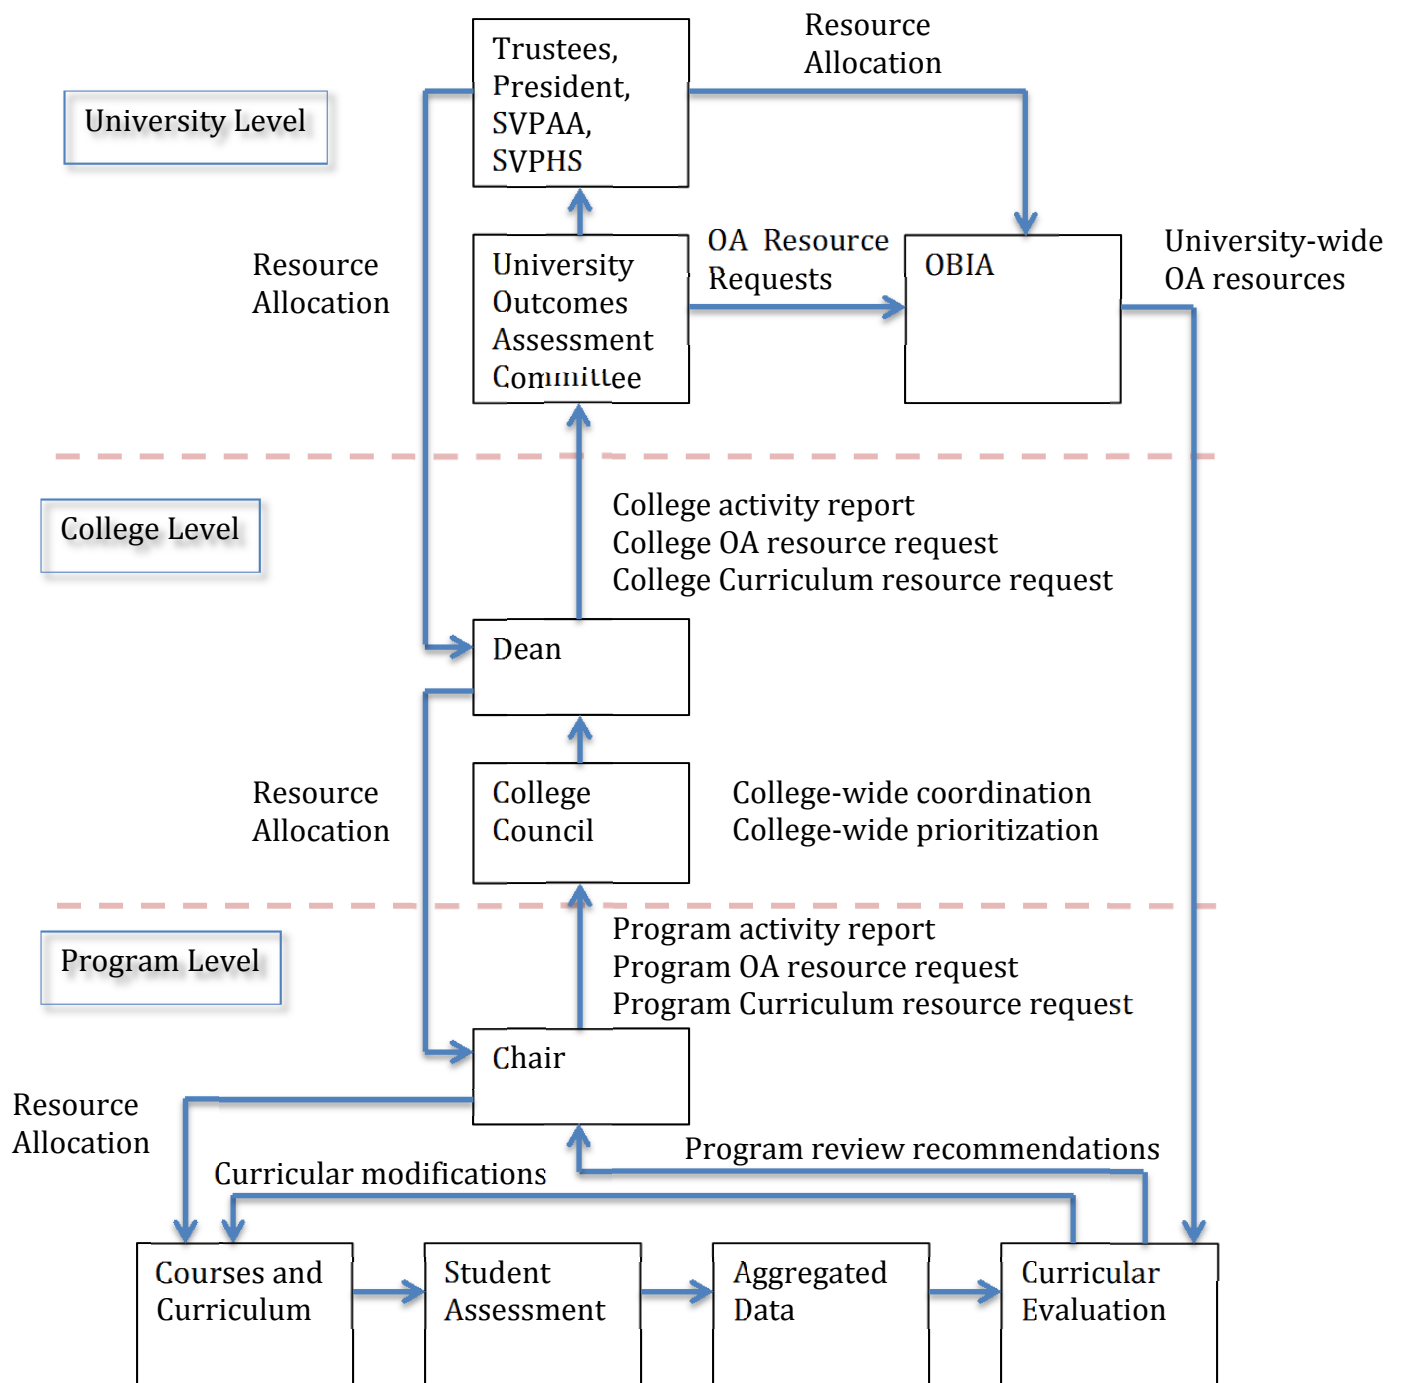 Resource
Allocation
Trustees,
President,
SVPAA,
SVPHS
University Level
Resource
Allocation
University
Outcomes
Assessment
Committee
OA Resource
Requests
OBIA
University-wide
OA resources
College Level
College activity report
College OA resource request
College Curriculum resource request
Dean
Resource
Allocation
College
Council
College-wide coordination
College-wide prioritization
Program Level
Program activity report
Program OA resource request
Program Curriculum resource request
Chair
Resource
Allocation
Program review recommendations
Curricular modifications
Courses and
Curriculum
Student
Assessment
Aggregated
Data
Curricular
Evaluation